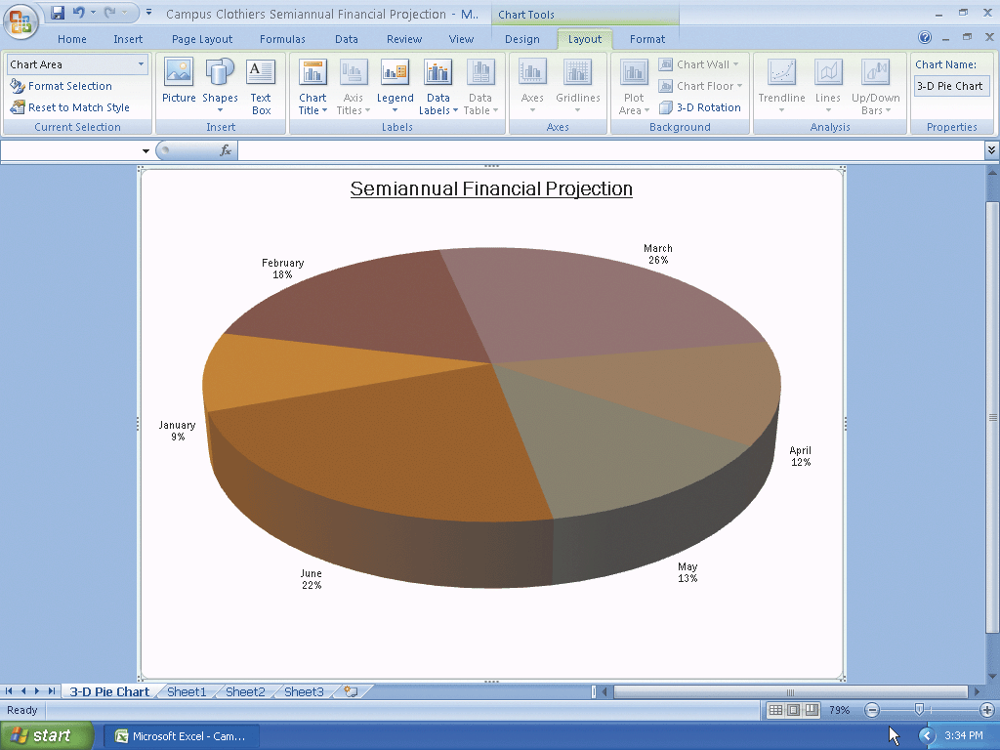 Campus Clothiers Semiannual Financial Projection - M..
Chart Tools
Home Insert Page Layout Formulas Data Review View Design Layout Format
Chart Area
Format Selection
Reset to Match Style
Current Selection
Picture
Shapes
Text
Box
Insert
Chart
Title
Axis
Titles
Legend
Data
Labels
Data
Table
Labels
Axes
Gridlines
Axes
Plot
Area
Chart Wall
Chart Floor
3-D Rotation
Background
Trendline
Lines
Up/Down
Bars
Analysis
Chart Name:
3-D Pie Chart
Properties
fx
Semiannual Financial Projection
March
26%
February
18%
January
9%
April
12%
May
13%
June
22%
3-D Pie Chart Sheet1 Sheet2 Sheet3
Ready
79%
start
Microsoft Excel - Cam...
3:34 PM